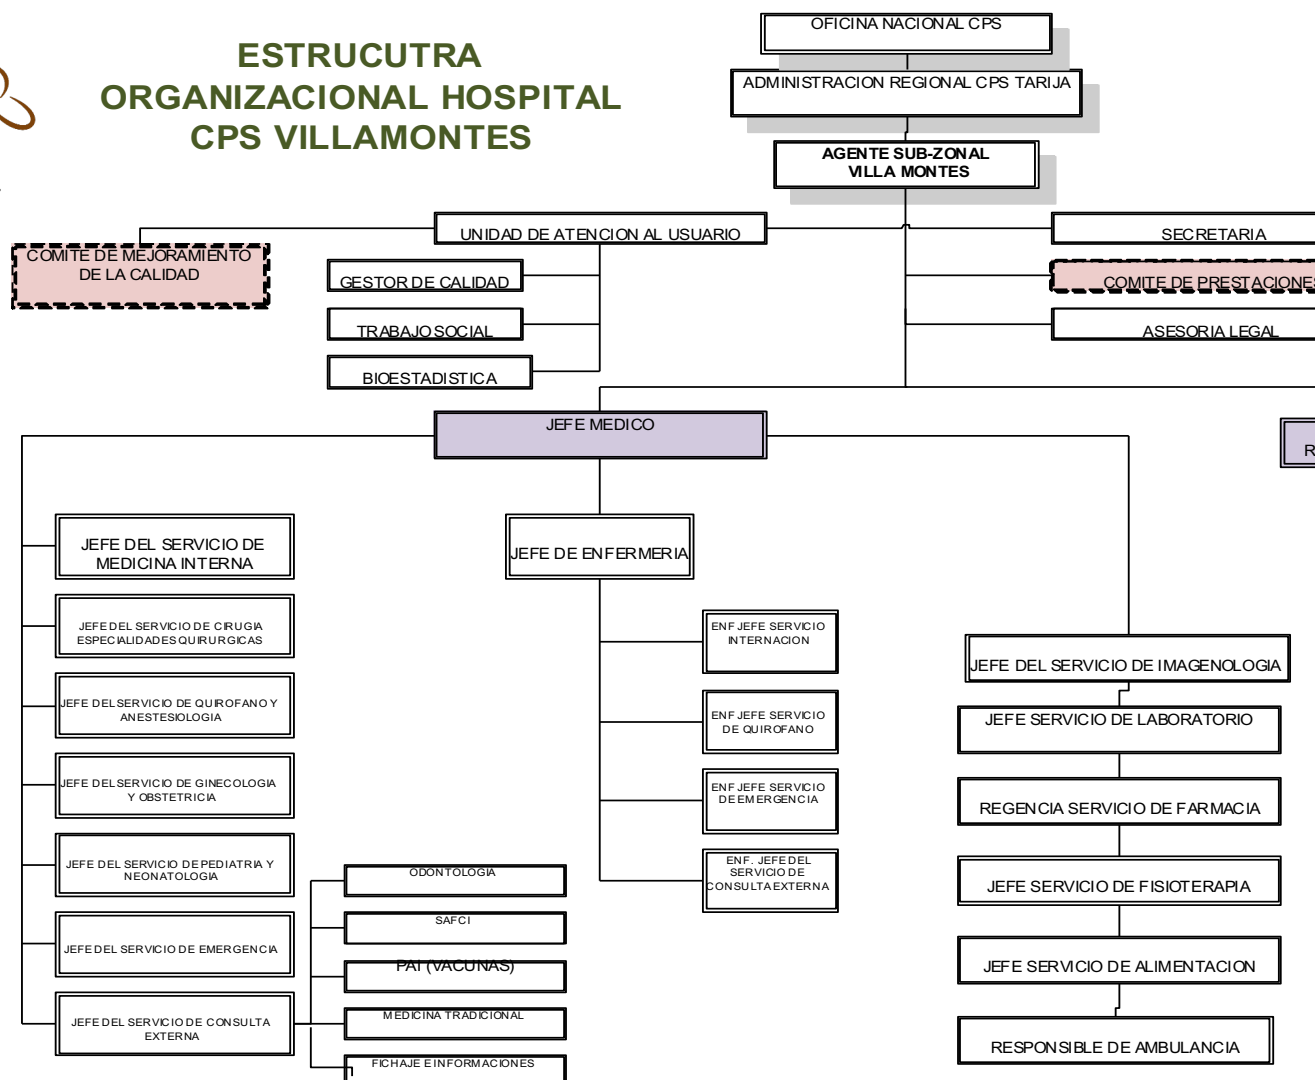 ESTRUCUTRA
ORGANIZACIONAL HOSPITAL
CPS VILLAMONTES
OFICINA NACIONAL CPS
ADMINISTRACION REGIONAL CPS TARIJA
AGENTE SUB-ZONAL
VILLA MONTES
UNIDAD DE ATENCION AL USUARIO
SECRETARIA
COMITE DE MEJORAMIENTO
DE LA CALIDAD
GESTOR DE CALIDAD
COMITE DE PRESTACIONES
TRABAJO SOCIAL
ASESORIA LEGAL
BIOESTADISTICA
JEFE MEDICO
R
JEFE DEL SERVICIO DE
MEDICINA INTERNA
JEFE DE ENFERMERIA
JEFE DEL SERVICIO DE CIRUGIA
ESPECIALIDADES QUIRURGICAS
JEFE DEL SERVICIO DE QUIROFANO Y
ANESTESIOLOGIA
JEFE DEL SERVICIO DE GINECOLOGIA
Y OBSTETRICIA
JEFE DEL SERVICIO DE PEDIATRIA Y
NEONATOLOGIA
JEFE DEL SERVICIO DE EMERGENCIA
JEFE DEL SERVICIO DE CONSULTA
EXTERNA
ODONTOLOGIA
SAFCI
PAI (VACUNAS)
MEDICINA TRADICIONAL
FICHAJE E INFORMACIONES
ENF JEFE SERVICIO
INTERNACION
ENF JEFE SERVICIO
DE QUIROFANO
ENF JEFE SERVICIO
DE EMERGENCIA
ENF. JEFE DEL
SERVICIO DE
CONSULTA EXTERNA
JEFE DEL SERVICIO DE IMAGENOLOGIA
JEFE SERVICIO DE LABORATORIO
REGENCIA SERVICIO DE FARMACIA
JEFE SERVICIO DE FISIOTERAPIA
JEFE SERVICIO DE ALIMENTACION
RESPONSIBLE DE AMBULANCIA